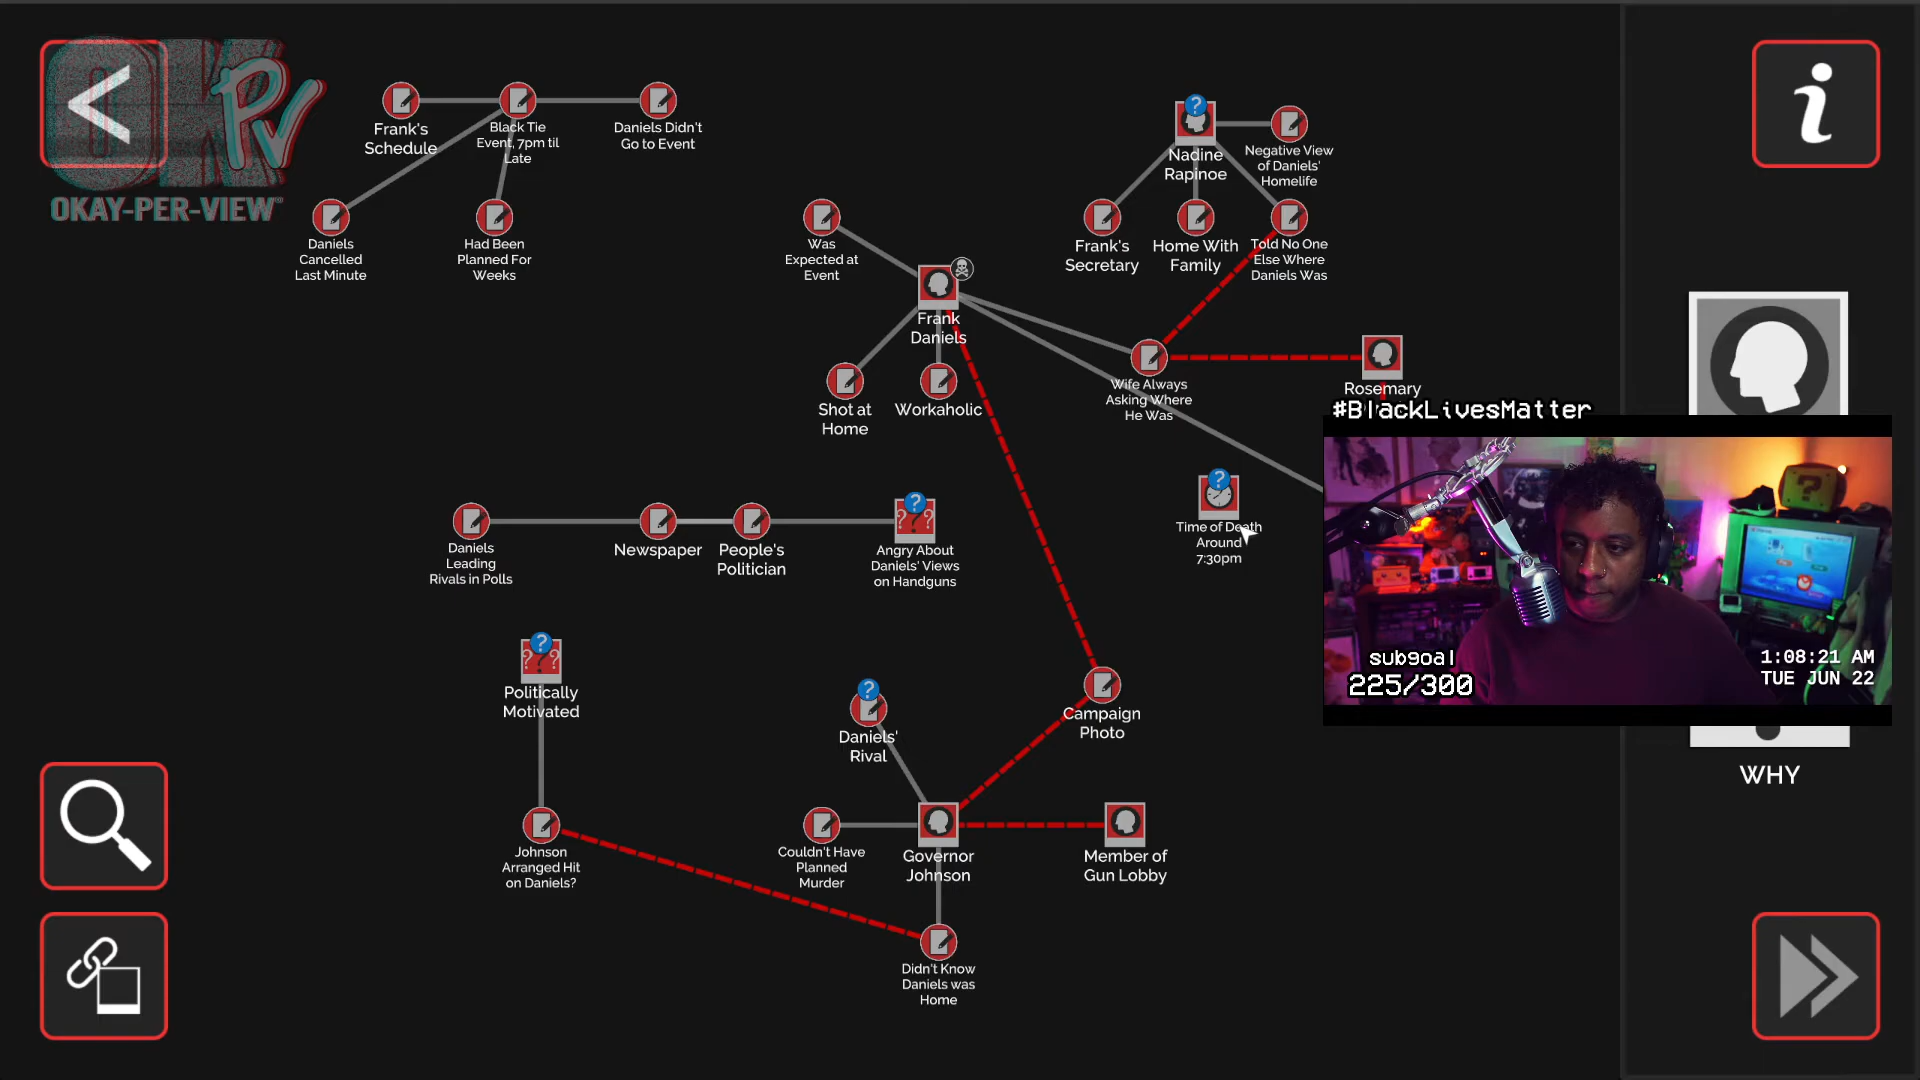 OK
PV
OKAY-PER-VIEW
Frank's
Schedule
Black Tie
Event, 7pm til
Late
Daniels Didn't
Go to Event
Daniels
Cancelled
Last Minute
Had Been
Planned For
Weeks
Was
Expected at
Event
Frank
Daniels
Shot at
Home
Workaholic
Nadine
Rapinoe
Negative View
of Daniels'
Homelife
Frank's
Secretary
Home With
Family
Told No One
Else Where
Daniels Was
Wife Always
Asking Where
He Was
Rosemary
#BlackLivesMatter
Time of Death
Around
7:30pm
Daniels
Leading
Rivals in Polls
Newspaper
People's
Politician
Angry About
Daniels' Views
on Handguns
Politically
Motivated
Johnson
Arranged Hit
on Daniels?
Daniels'
Rival
Campaign
Photo
Couldn't Have
Planned
Murder
Governor
Johnson
Member of
Gun Lobby
Didn't Know
Daniels was
Home
subgoal
225/300
1:08:21 AM
TUE JUN 22
WHY